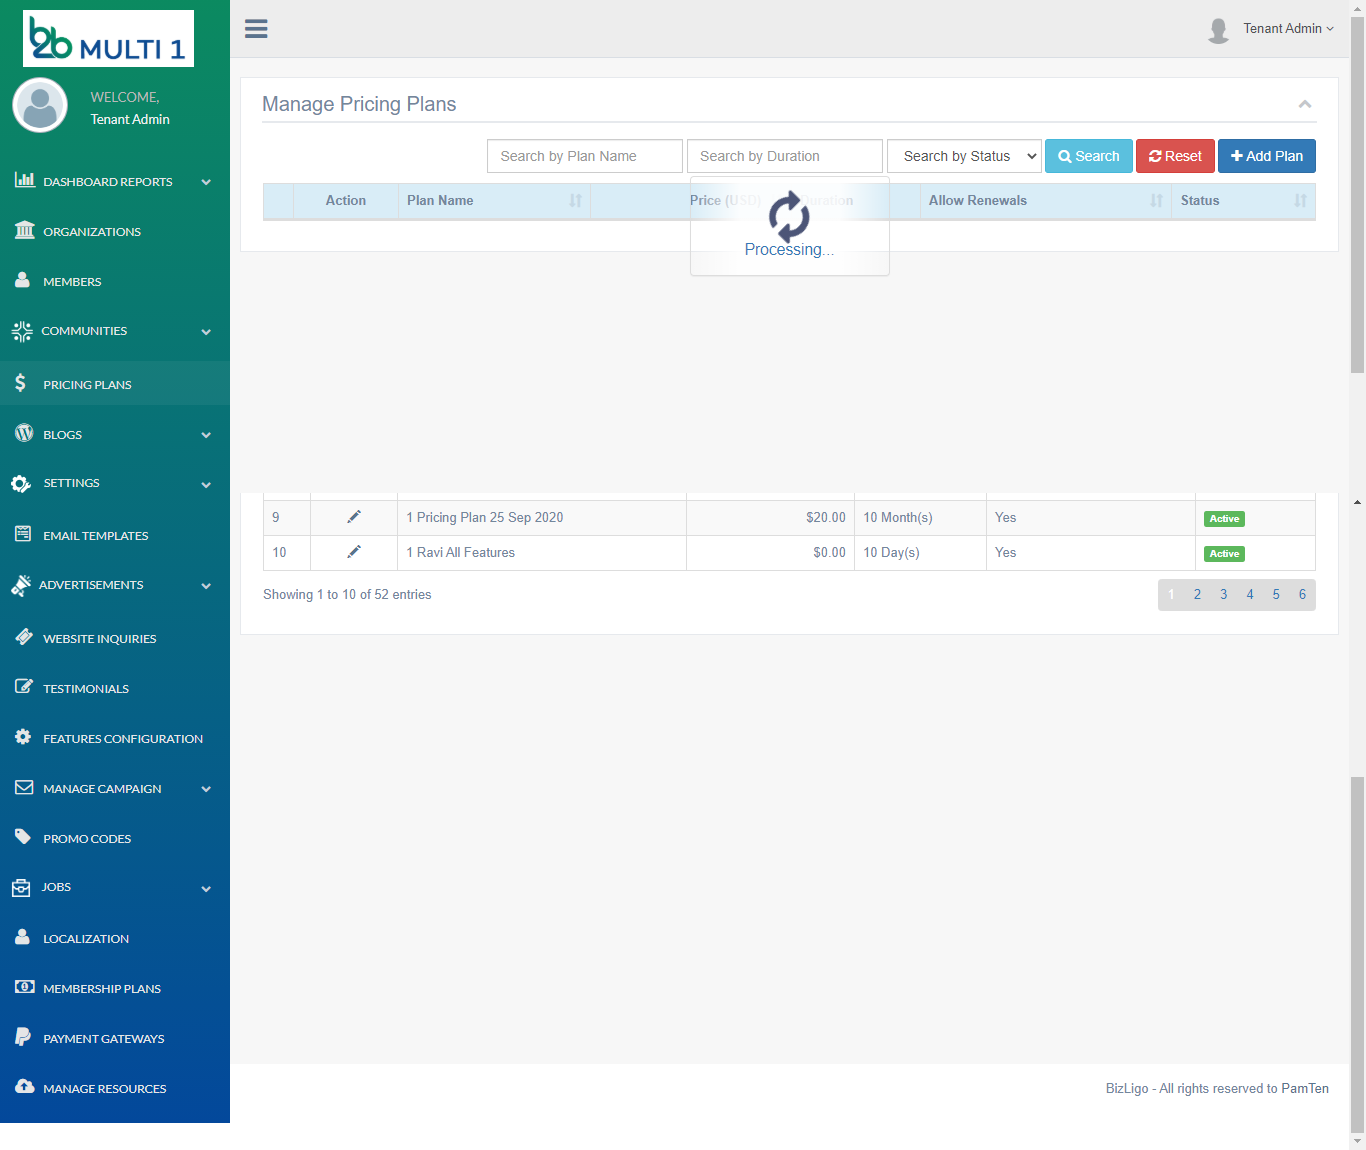 b2b MULTI 1
WELCOME,
Tenant Admin
DASHBOARD REPORTS
ORGANIZATIONS
MEMBERS
COMMUNITIES
PRICING PLANS
BLOGS
SETTINGS
EMAIL TEMPLATES
ADVERTISEMENTS
WEBSITE INQUIRIES
TESTIMONIALS
FEATURES CONFIGURATION
MANAGE CAMPAIGN
PROMO CODES
JOBS
LOCALIZATION
MEMBERSHIP PLANS
PAYMENT GATEWAYS
MANAGE RESOURCES
Tenant Admin
Manage Pricing Plans
Search by Plan Name Search by Duration Search by Status Search Reset Add Plan
Action Plan Name Price (USD) Duration Allow Renewals Status
Processing...
9 1 Pricing Plan 25 Sep 2020 $20.00 10 Month(s) Yes Active
10 1 Ravi All Features $0.00 10 Day(s) Yes Active
Showing 1 to 10 of 52 entries 1 2 3 4 5 6
BizLigo - All rights reserved to PamTen